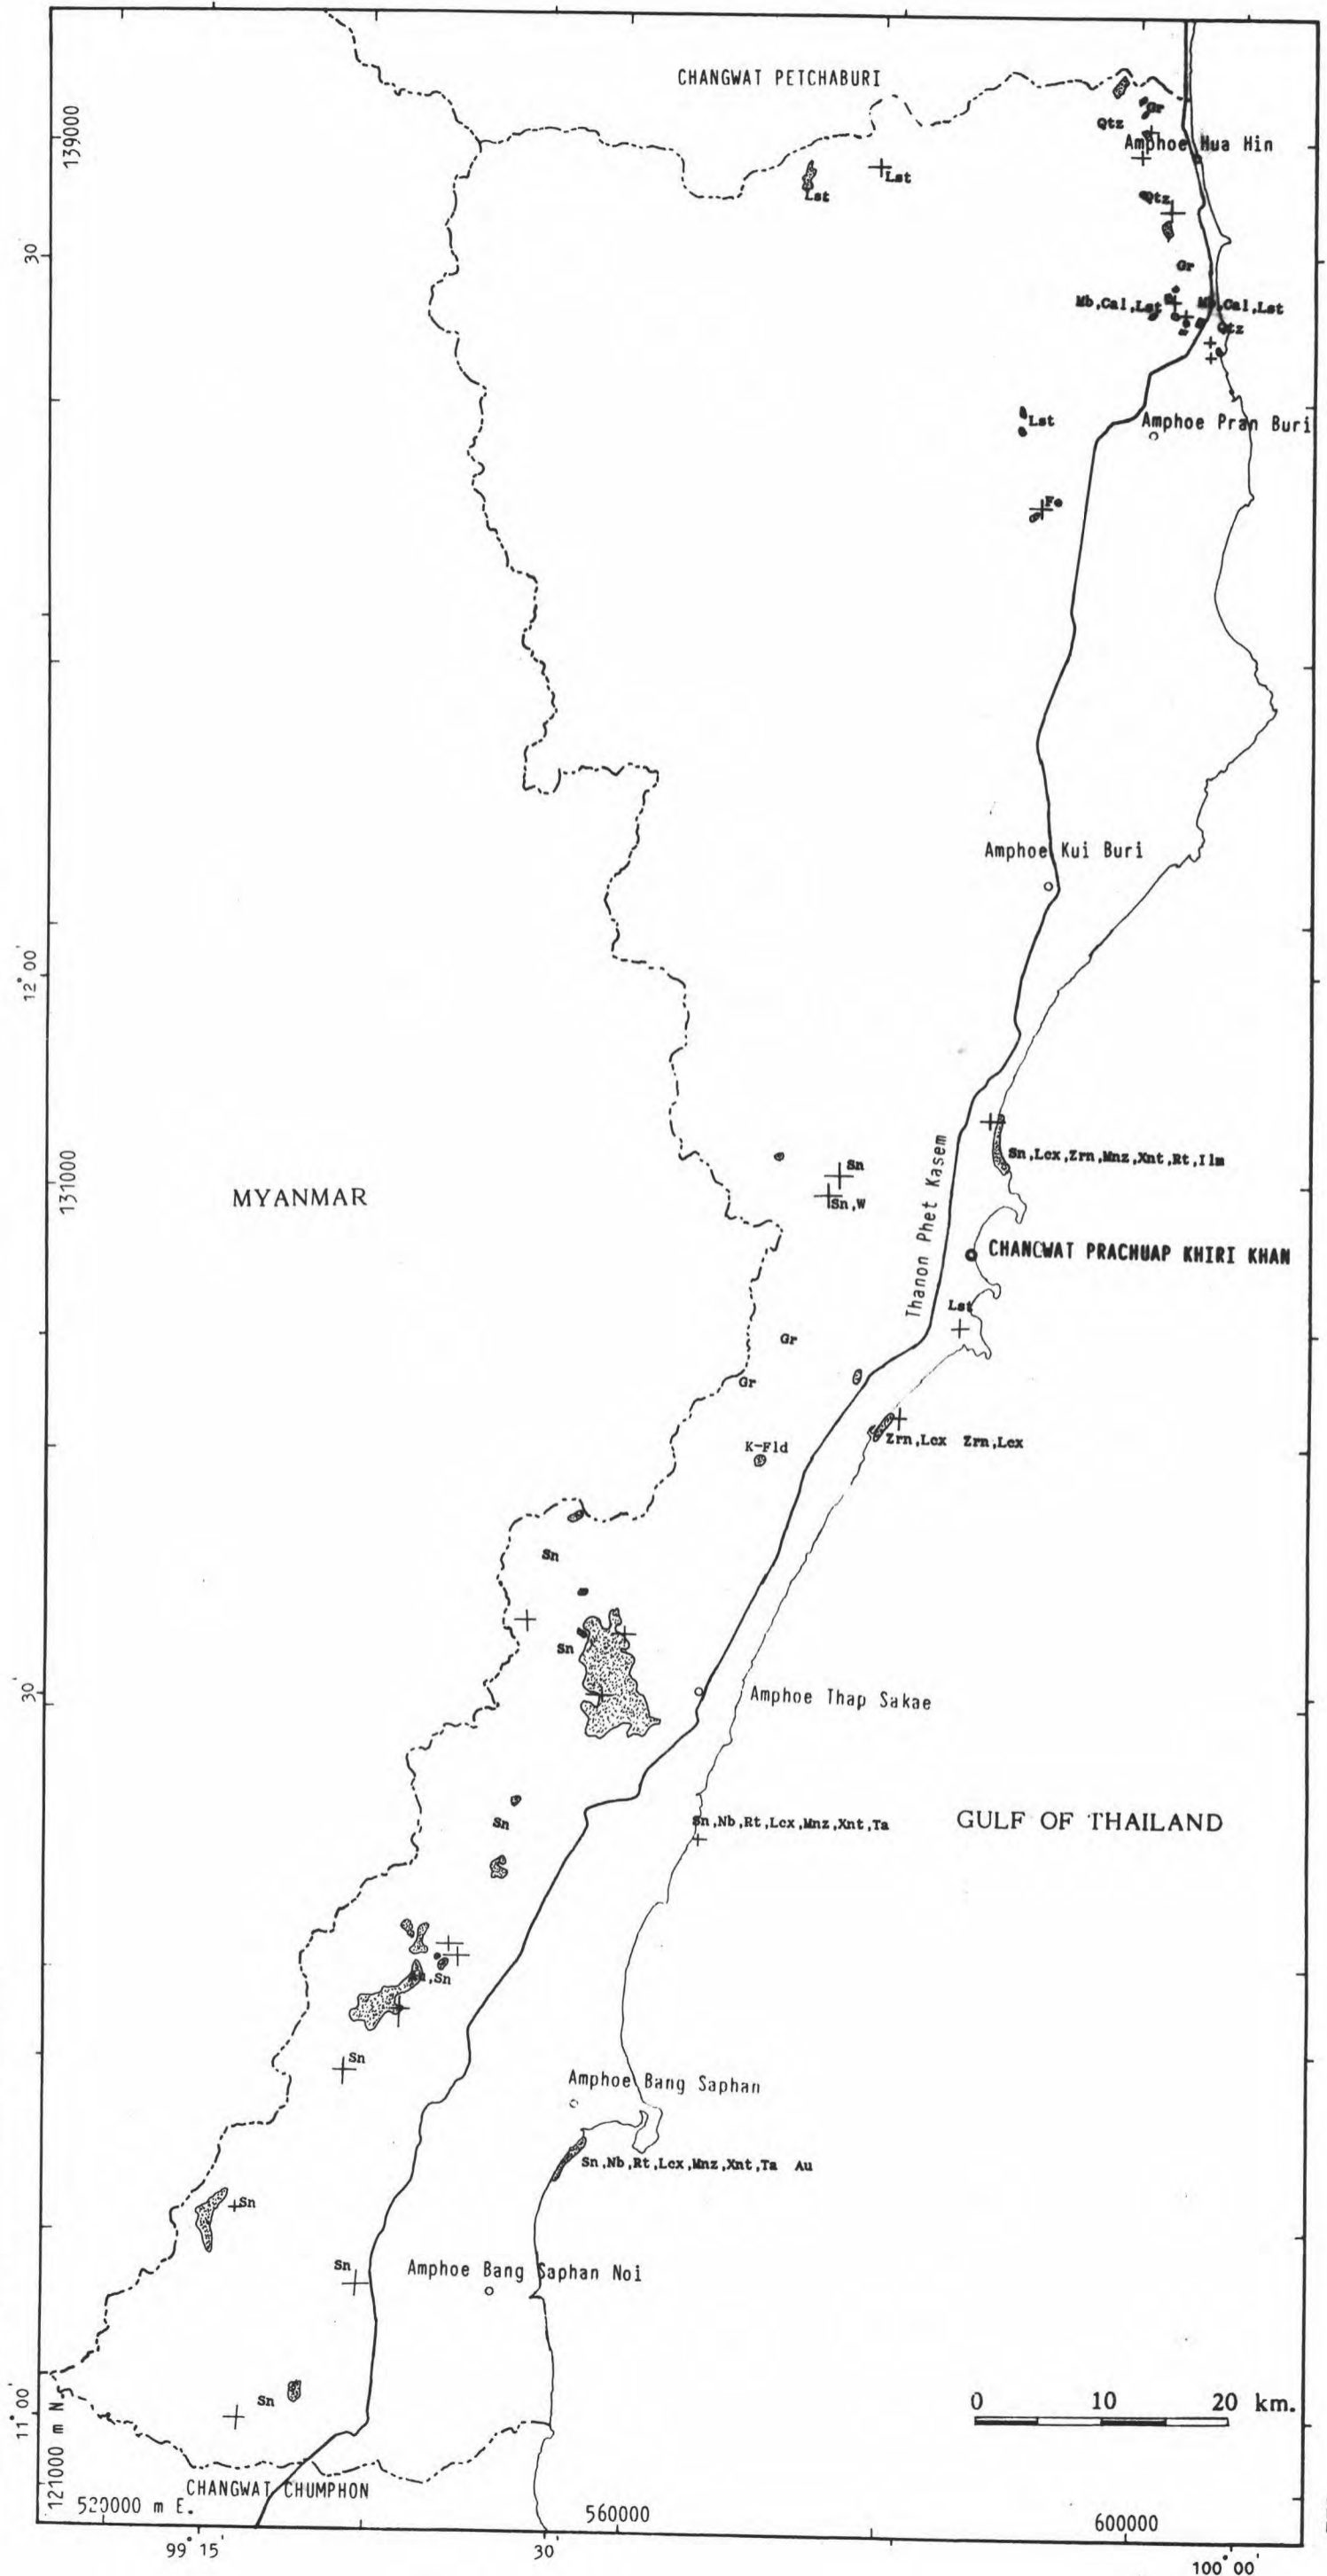 CHANGWAT PETCHABURI
139000
Gr
Qtz
Amphoe Hua Hin
Lst
Lst
Qtz
30'
Gr
Mb,Cal,Lst
Mb,Cal,Lst
Qtz
Lst
Amphoe Pran Buri
Fe
Amphoe Kui Buri
12°00'
Thanon Phet Kasem
Sn,Lcx,Zrn,Mnz,Xnt,Rt,Ilm
Sn
131000
MYANMAR
Sn,W
CHANGWAT PRACHUAP KHIRI KHAN
Lst
Gr
Gr
Zrn,Lcx Zrn,Lcx
K-Fld
Sn
Sn
30'
Amphoe Thap Sakae
Sn
Sn,Nb,Rt,Lcx,Mnz,Xnt,Ta
GULF OF THAILAND
,Sn
Sn
Amphoe Bang Saphan
Sn,Nb,Rt,Lcx,Mnz,Xnt,Ta Au
Sn
Sn
Amphoe Bang Saphan Noi
Sn
11°00'
0 10 20 km.
121000 m N.
CHANGWAT CHUMPHON
520000 m E.
560000
600000
99°15'
30'
100°00'